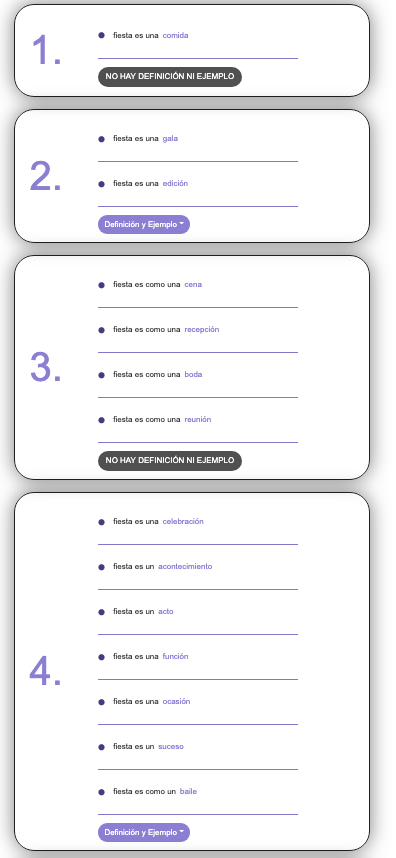 1.
fiesta es una comida
NO HAY DEFINICIÓN NI EJEMPLO
2.
fiesta es una gala
fiesta es una edición
Definición y Ejemplo
3.
fiesta es como una cena
fiesta es como una recepción
fiesta es como una boda
fiesta es como una reunión
NO HAY DEFINICIÓN NI EJEMPLO
4.
fiesta es una celebración
fiesta es un acontecimiento
fiesta es un acto
fiesta es una función
fiesta es una ocasión
fiesta es un suceso
fiesta es como un baile
Definición y Ejemplo